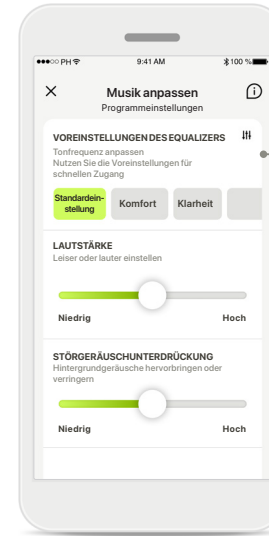 PH 9:41 AM 100 %
Musik anpassen
Programmeinstellungen
VOREINSTELLUNGEN DES EQUALIZERS
Tonfrequenz anpassen
Nutzen Sie die Voreinstellungen für
schnellen Zugang
Standardein-
stellung Komfort Klarheit
LAUTSTÄRKE
Leiser oder lauter einstellen
Niedrig Hoch
STÖRGERÄUSCHUNTERDRÜCKUNG
Hintergrundgeräusche hervorbringen oder
verringern
Niedrig Hoch